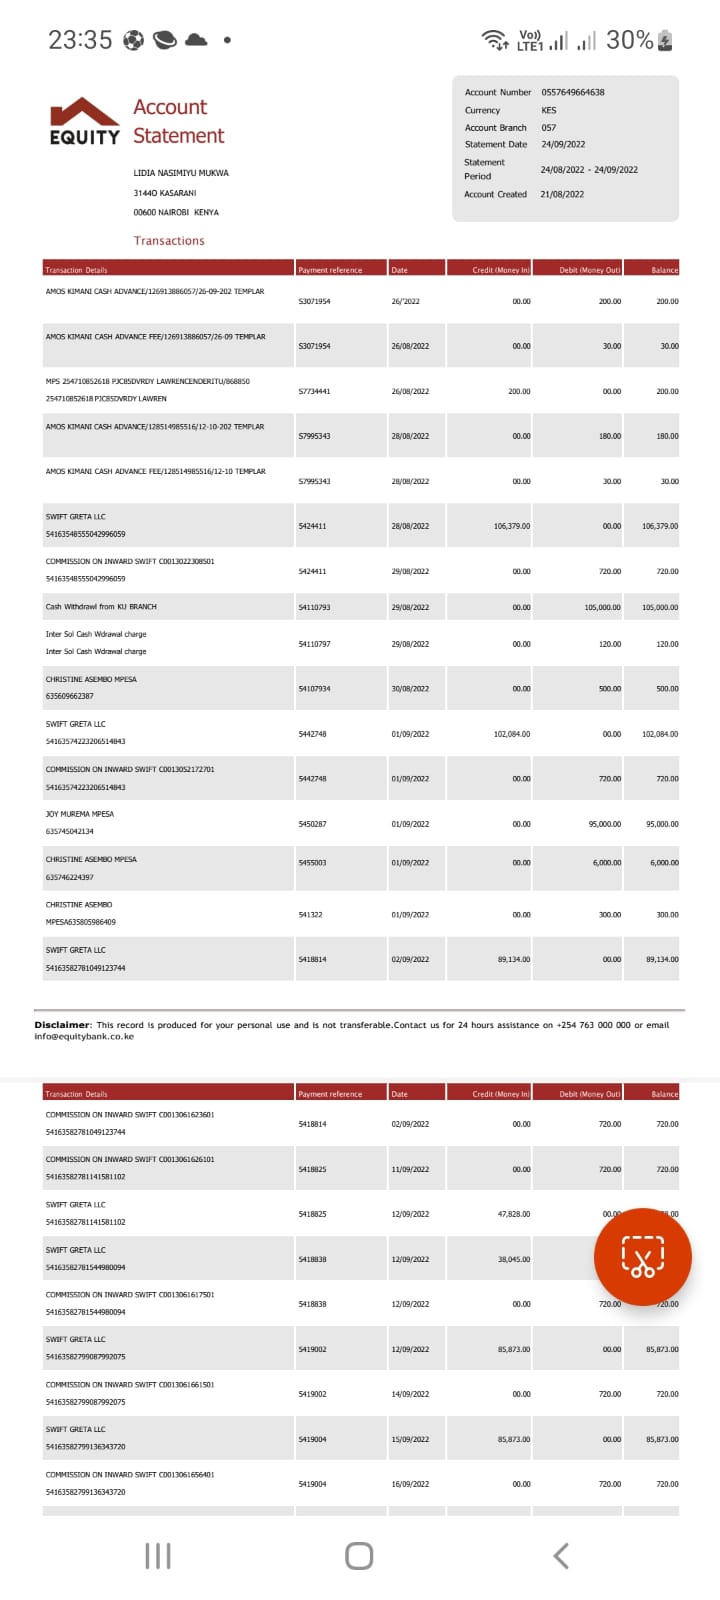 23:35
Vo))
LTE1
30%
EQUITY
Account
Statement
LIDIA NASIMIYU MUKWA
31440 KASARANI
00600 NAIROBI KENYA
Account Number 0557649664638
Currency KES
Account Branch 057
Statement Date 24/09/2022
Statement
Period 24/08/2022 - 24/09/2022
Account Created 21/08/2022
Transactions
Transaction Details Payment reference Date Credit (Money In) Debit (Money Out) Balance
AMOS KIMANI CASH ADVANCE/126913886057/26-09-202 TEMPLAR
S3071954 26/'2022 00.00 200.00 200.00
AMOS KIMANI CASH ADVANCE FEE/126913886057/26-09 TEMPLAR
S3071954 26/08/2022 00.00 30.00 30.00
MPS 254710852618 PJC85DVRDY LAWRENCENDERITU/868850
S7734441 26/08/2022 200.00 00.00 200.00
254710852618 PJC85DVRDY LAWREN
AMOS KIMANI CASH ADVANCE/128514985516/12-10-202 TEMPLAR
S7995343 28/08/2022 00.00 180.00 180.00
AMOS KIMANI CASH ADVANCE FEE/128514985516/12-10 TEMPLAR
S7995343 28/08/2022 00.00 30.00 30.00
SWIFT GRETA LLC
5424411 28/08/2022 106,379.00 00.00 106,379.00
54163548555042996059
COMMISSION ON INWARD SWIFT C0013022308501
5424411 29/08/2022 00.00 720.00 720.00
54163548555042996059
Cash Withdrawl from KU BRANCH 54110793 29/08/2022 00.00 105,000.00 105,000.00
Inter Sol Cash Wdrawal charge
54110797 29/08/2022 00.00 120.00 120.00
Inter Sol Cash Wdrawal charge
CHRISTINE ASEMBO MPESA
54107934 30/08/2022 00.00 500.00 500.00
635609662387
SWIFT GRETA LLC
5442748 01/09/2022 102,084.00 00.00 102,084.00
54163574223206514843
COMMISSION ON INWARD SWIFT C0013052172701
5442748 01/09/2022 00.00 720.00 720.00
54163574223206514843
JOY MUREMA MPESA
5450287 01/09/2022 00.00 95,000.00 95,000.00
635745042134
CHRISTINE ASEMBO MPESA
5455003 01/09/2022 00.00 6,000.00 6,000.00
635746224397
CHRISTINE ASEMBO
541322 01/09/2022 00.00 300.00 300.00
MPESA635805986409
SWIFT GRETA LLC
5418814 02/09/2022 89,134.00 00.00 89,134.00
54163582781049123744
Disclaimer: This record is produced for your personal use and is not transferable.Contact us for 24 hours assistance on +254 763 000 000 or email
info@equitybank.co.ke
Transaction Details Payment reference Date Credit (Money In) Debit (Money Out) Balance
COMMISSION ON INWARD SWIFT C0013061623601
5418814 02/09/2022 00.00 720.00 720.00
54163582781049123744
COMMISSION ON INWARD SWIFT C0013061626101
5418825 11/09/2022 00.00 720.00 720.00
54163582781141581102
SWIFT GRETA LLC
5418825 12/09/2022 47,828.00 00.00
54163582781141581102
SWIFT GRETA LLC
5418838 12/09/2022 38,045.00
54163582781544980094
COMMISSION ON INWARD SWIFT C0013061617501
5418838 12/09/2022 00.00 720.00 720.00
54163582781544980094
SWIFT GRETA LLC
5419002 12/09/2022 85,873.00 00.00 85,873.00
54163582799087992075
COMMISSION ON INWARD SWIFT C0013061661501
5419002 14/09/2022 00.00 720.00 720.00
54163582799087992075
SWIFT GRETA LLC
5419004 15/09/2022 85,873.00 00.00 85,873.00
54163582799136343720
COMMISSION ON INWARD SWIFT C0013061656401
5419004 16/09/2022 00.00 720.00 720.00
54163582799136343720